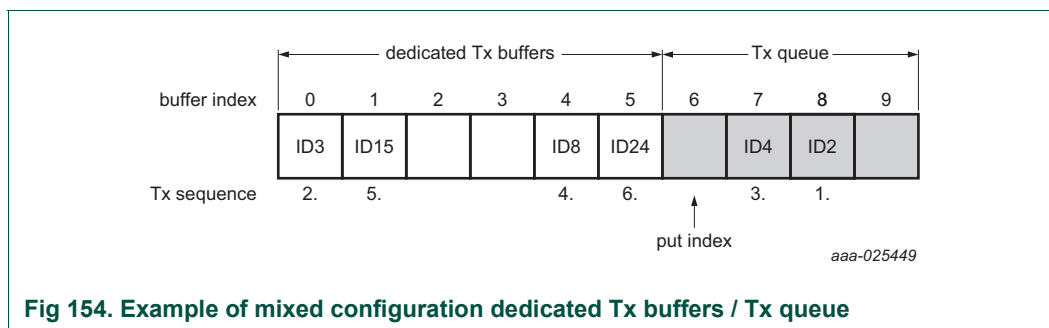 dedicated Tx buffers Tx queue
buffer index 0 1 2 3 4 5 6 7 8 9
ID3 ID15 ID8 ID24 ID4 ID2
Tx sequence 2. 5. 4. 6. 3. 1.
put index
aaa-025449
Fig 154. Example of mixed configuration dedicated Tx buffers / Tx queue